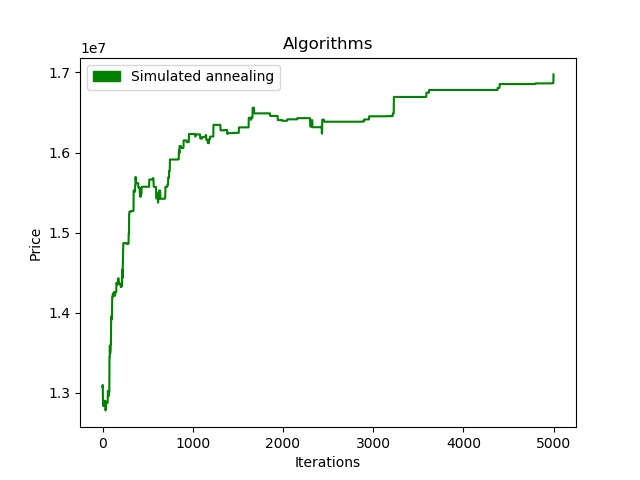 Algorithms
1e7
Simulated annealing
1.7
1.6
1.5
1.4
1.3
Price
0 1000 2000 3000 4000 5000
Iterations